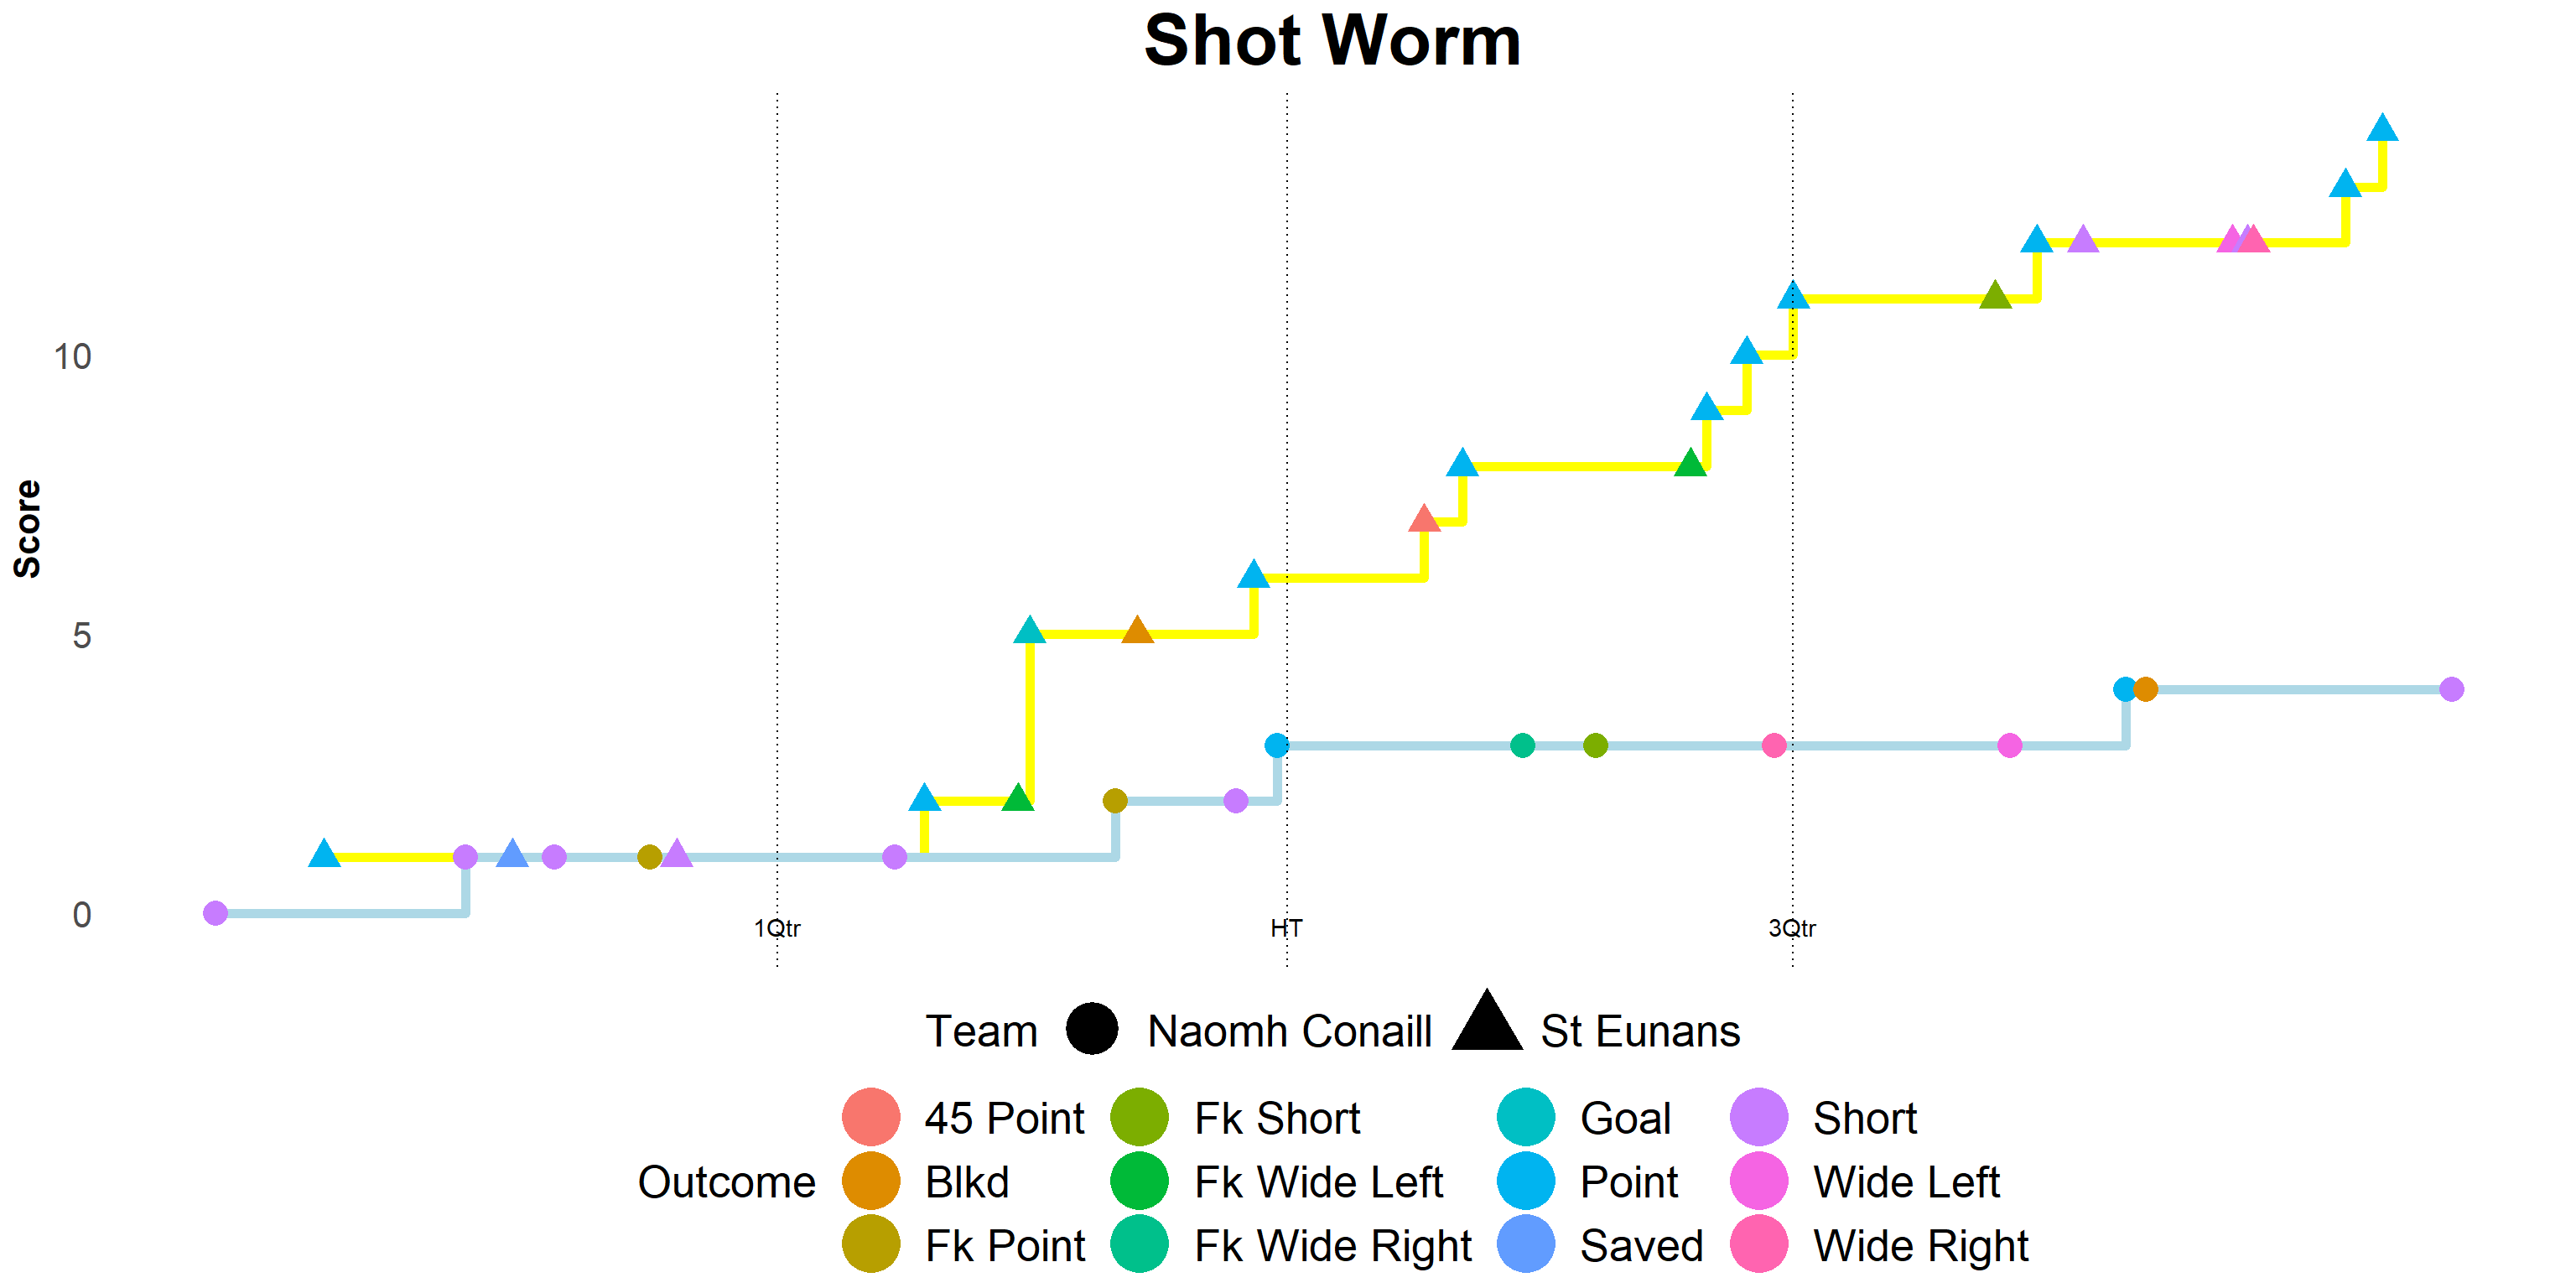 Shot Worm
Score
10
5
0
1Qtr HT 3Qtr
Team Naomh Conaill St Eunans
Outcome
45 Point Fk Short Goal Short
Blkd Fk Wide Left Point Wide Left
Fk Point Fk Wide Right Saved Wide Right